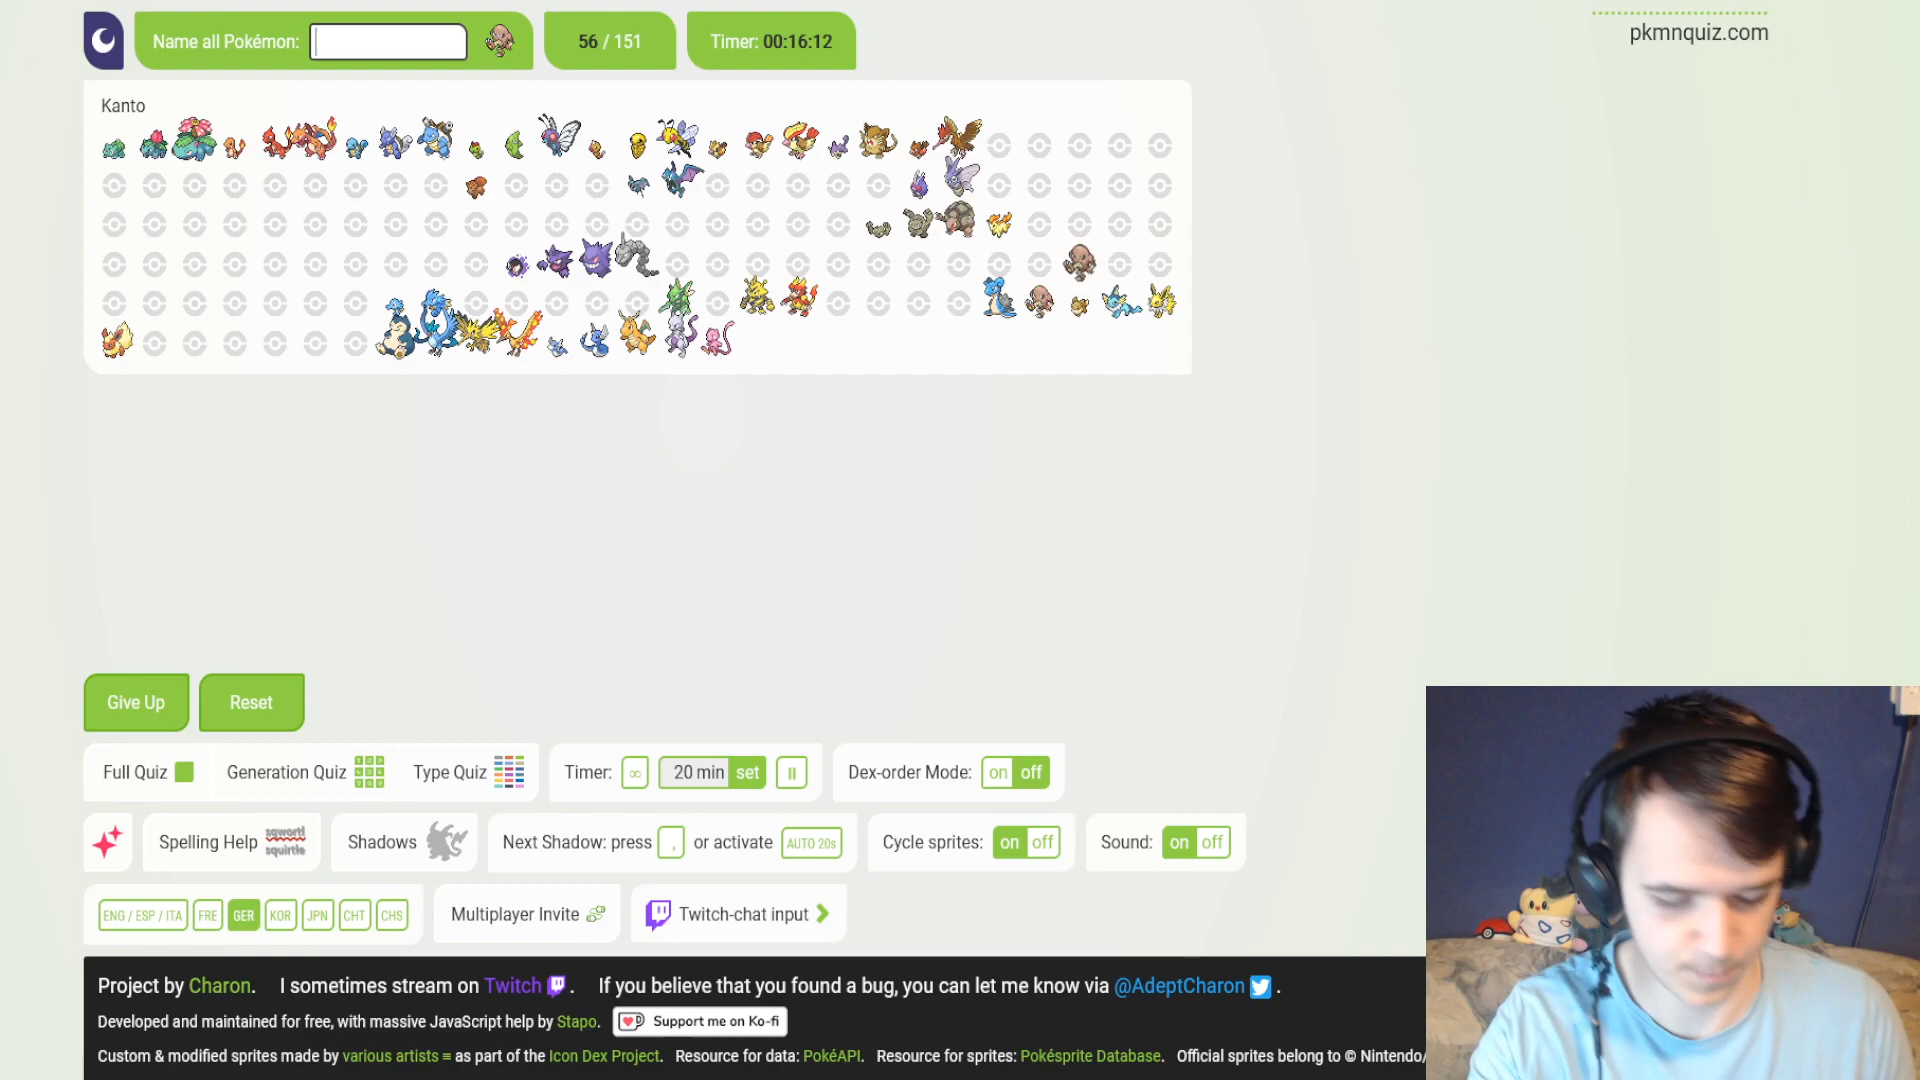 Name all Pokémon:
56 / 151
Timer: 00:16:12
pkmnquiz.com
Kanto
Give Up
Reset
Full Quiz
Generation Quiz
Type Quiz
Timer: ∞ 20 min set
Dex-order Mode: on off
Spelling Help sqwortl squirtle
Shadows
Next Shadow: press , or activate AUTO 20s
Cycle sprites: on off
Sound: on off
ENG / ESP / ITA FRE GER KOR JPN CHT CHS
Multiplayer Invite
Twitch-chat input
Project by Charon. I sometimes stream on Twitch. If you believe that you found a bug, you can let me know via @AdeptCharon.
Developed and maintained for free, with massive JavaScript help by Stapo. Support me on Ko-fi
Custom & modified sprites made by various artists ≡ as part of the Icon Dex Project. Resource for data: PokéAPI. Resource for sprites: Pokésprite Database. Official sprites belong to © Nintendo/